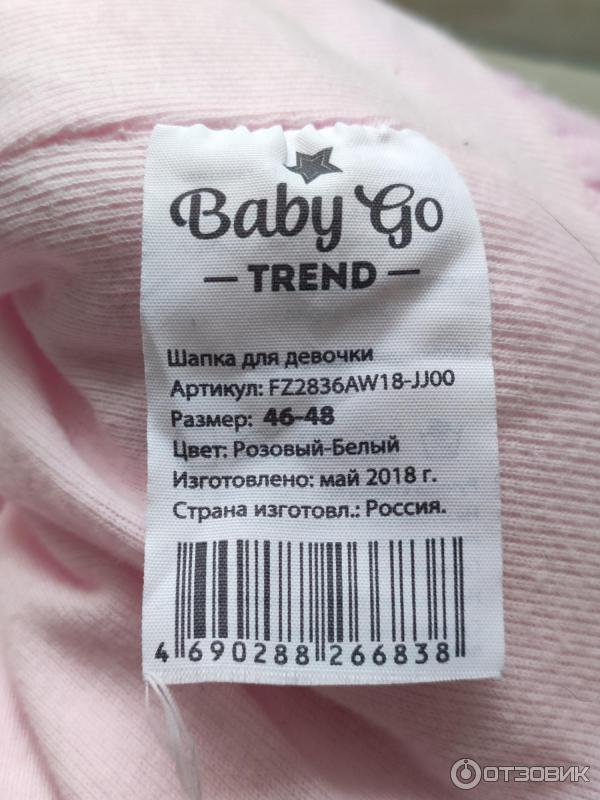 Baby Go
— TREND —
Шапка для девочки
Артикул: FZ2836AW18-JJ00
Размер: 46-48
Цвет: Розовый-Белый
Изготовлено: май 2018 г.
Страна изготовл.: Россия.
4 690288 266838
ОТЗОВИК